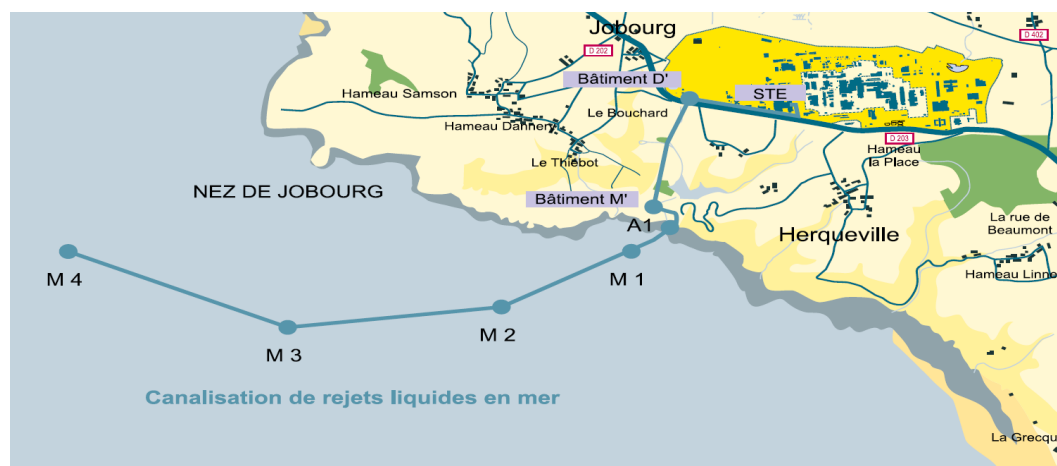 Jobourg
D 402
D 202
Bâtiment D'
STE
Hameau Samson
Le Bouchard
Hameau Dannery
D 203
Hameau
la Place
Le Thiébot
NEZ DE JOBOURG
Bâtiment M'
A1
La rue de
Beaumont
Herqueville
M 4
M 1
Hameau Linno
M 2
M 3
Canalisation de rejets liquides en mer
La Grecqu